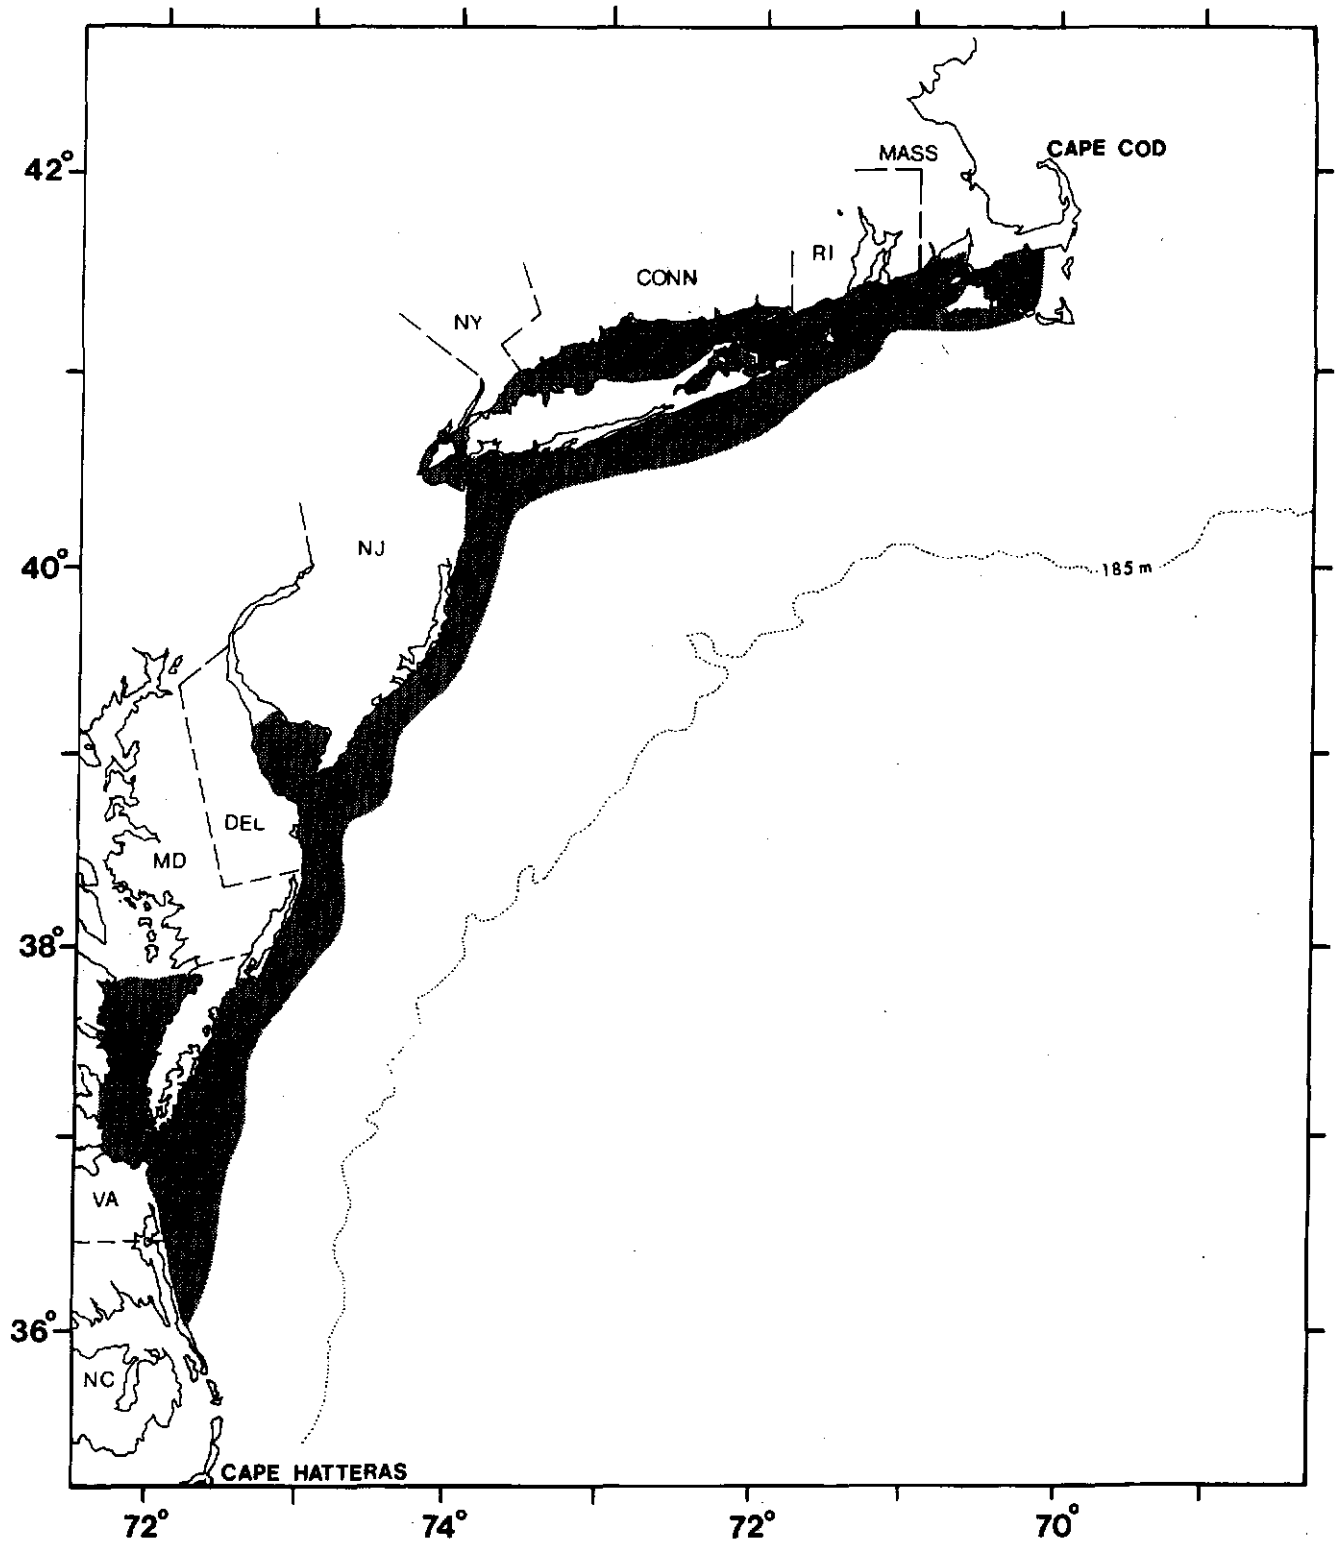 42°
MASS
CAPE COD
RI
CONN
NY
NJ
40°
185 m
DEL
MD
38°
VA
36°
NC
CAPE HATTERAS
72° 74° 72° 70°